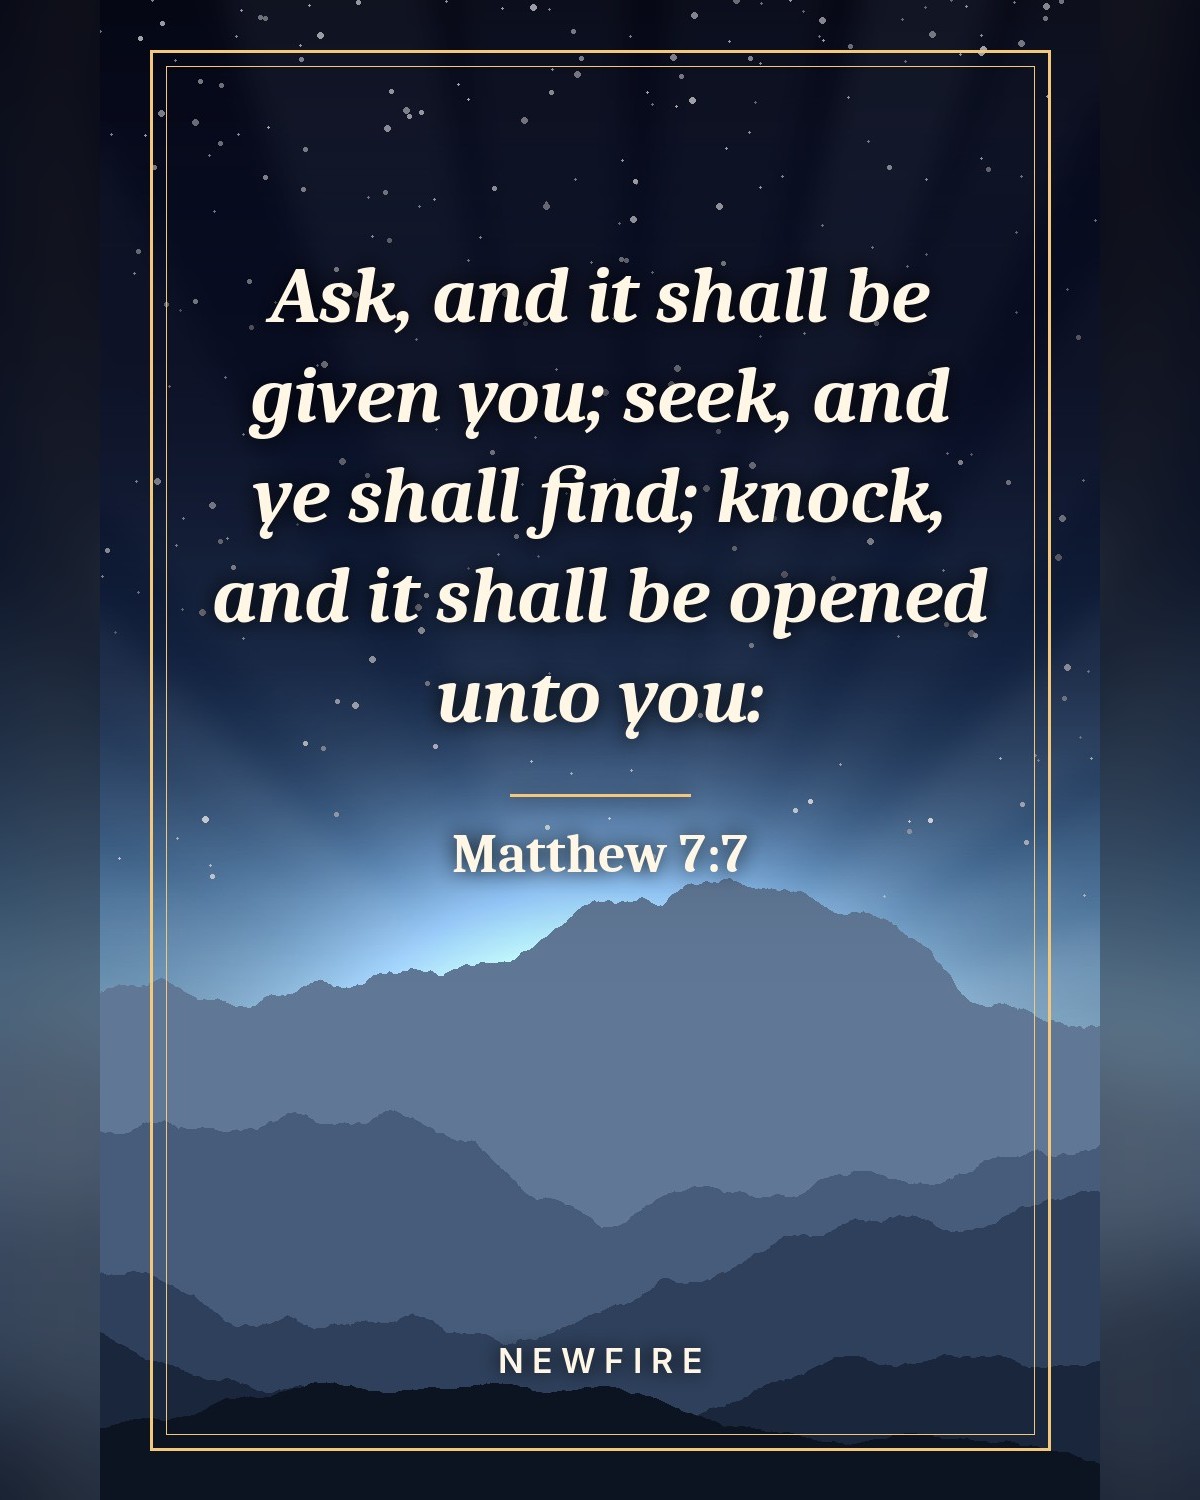 Ask, and it shall be
given you; seek, and
ye shall find; knock,
and it shall be opened
unto you:
Matthew 7:7
NEWFIRE